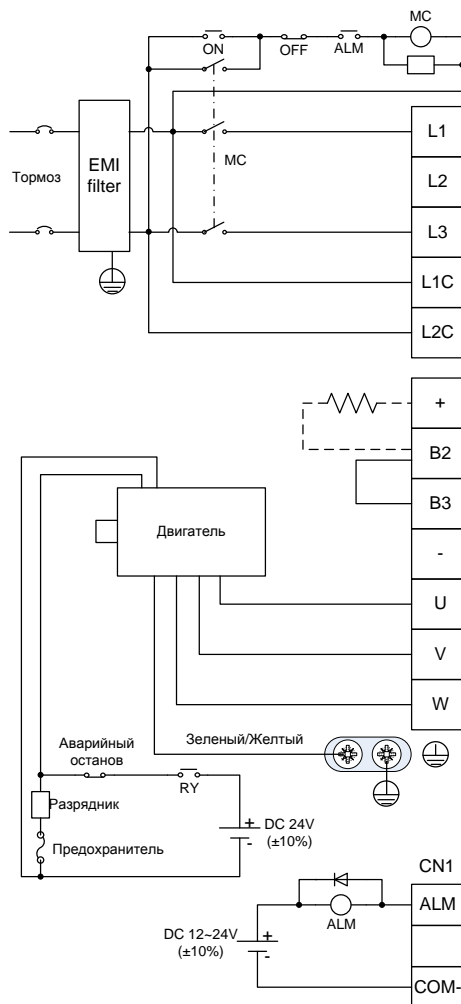 MC
ON
OFF
ALM
L1
EMI
filter
Тормоз
MC
L2
L3
L1C
L2C
+
B2
B3
Двигатель
-
U
V
W
Зеленый/Желтый
Аварийный
останов
RY
Разрядник
+
DC 24V
(±10%)
-
Предохранитель
CN1
ALM
ALM
DC 12~24V
(±10%)
+
-
COM-